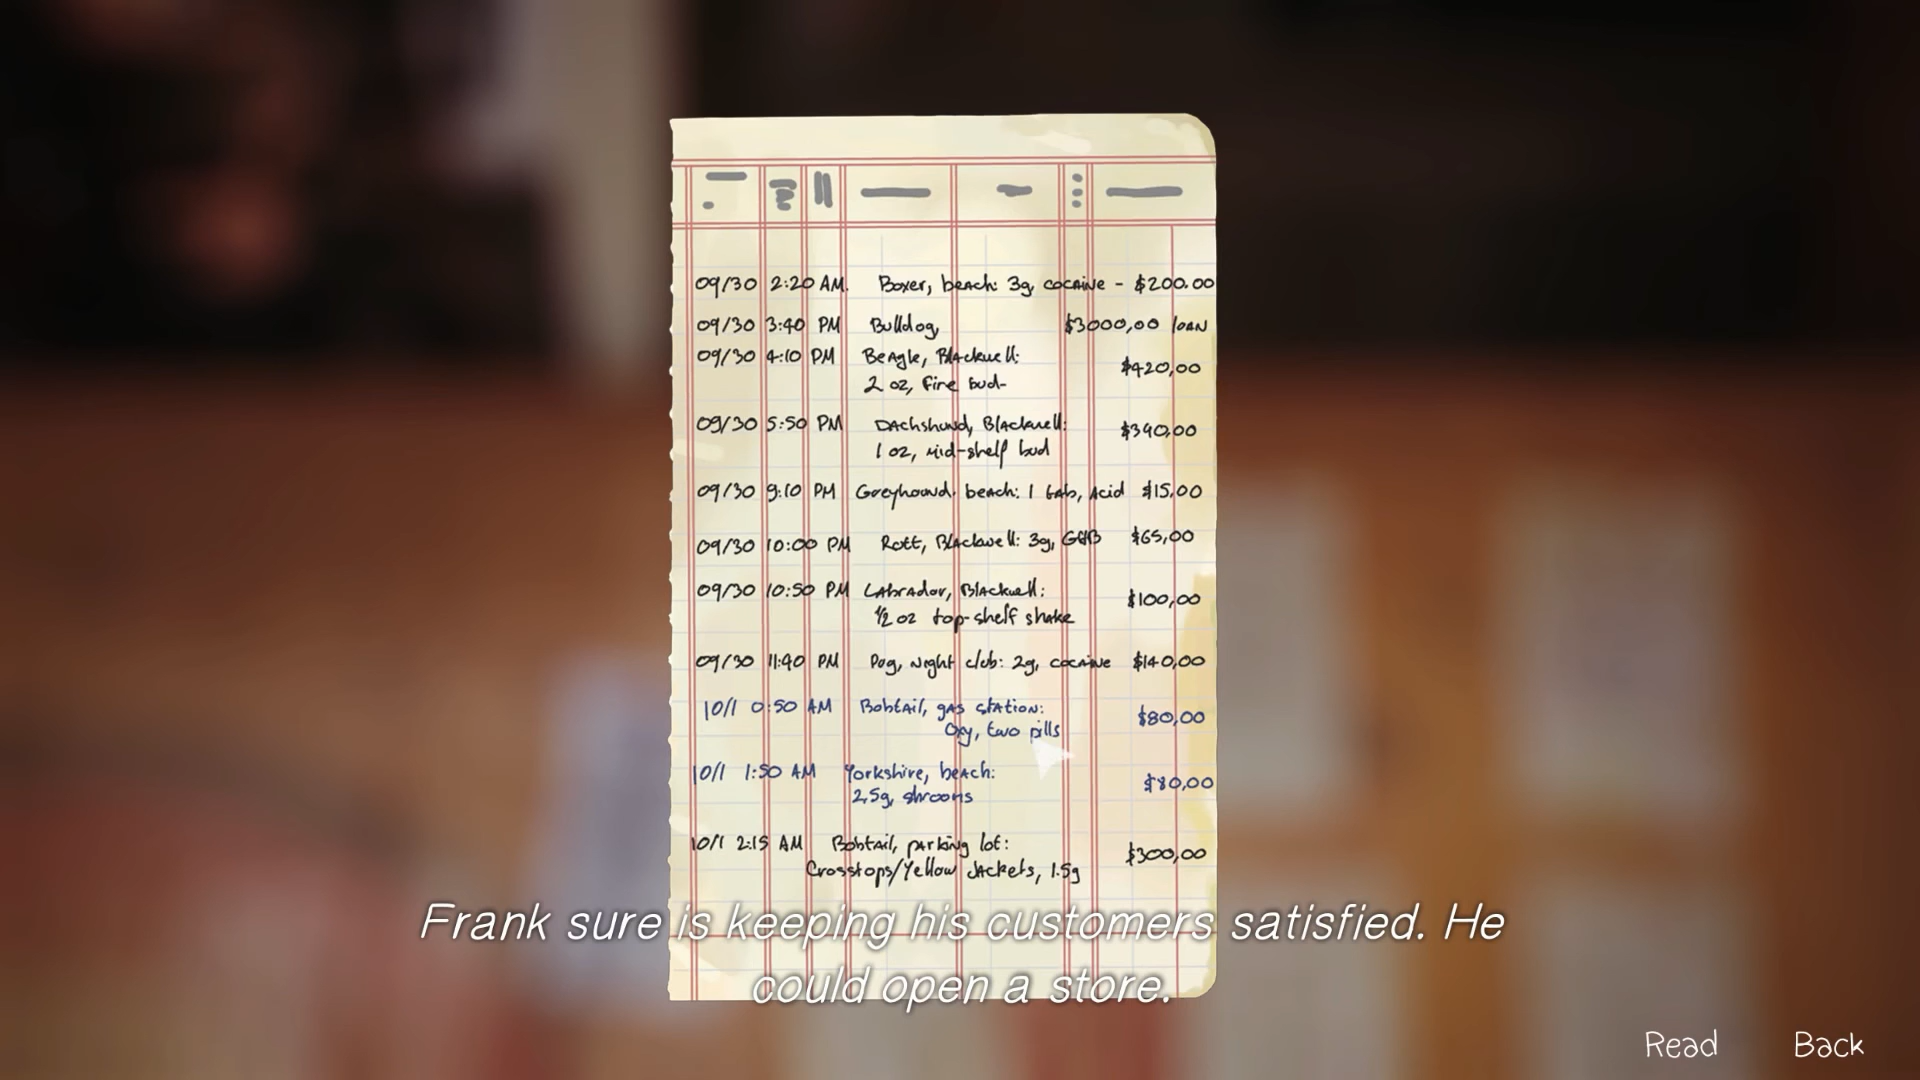 09/30 2:20 AM. Boxer, beach: 3g, cocaine - $200.00
09/30 3:40 PM Bulldog, $3000,00 loan
09/30 4:10 PM Beagle, Blackwell:
2 oz, fire bud- $420,00
09/30 5:50 PM Dachshund, Blackwell: $340,00
1 oz, mid-shelf bud
09/30 9:10 PM Greyhound, beach: 1 tab, acid $15,00
09/30 10:00 PM Rott, Blackwell: 3g, GHB $65,00
09/30 10:50 PM Labrador, Blackwell: $100,00
1/2 oz top-shelf shake
09/30 11:40 PM Pog, night club: 2g, cocaine $140,00
10/1 0:50 AM Bobtail, gas station: $80,00
Oxy, two pills
10/1 1:50 AM Yorkshire, beach: $80,00
2,5g, shrooms
10/1 2:15 AM Bobtail, parking lot: $300,00
Crosstops/Yellow Jackets, 1.5g
Frank sure is keeping his customers satisfied. He
could open a store.
Read Back